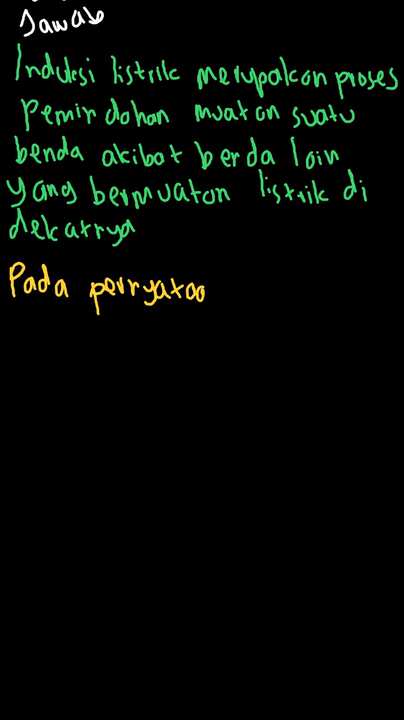 Jawab
Induksi listrik merupakan proses
Pemindahan muatan suatu
benda akibat benda lain
yang bermuatan listrik di
dekatnya
Pada pernyataa